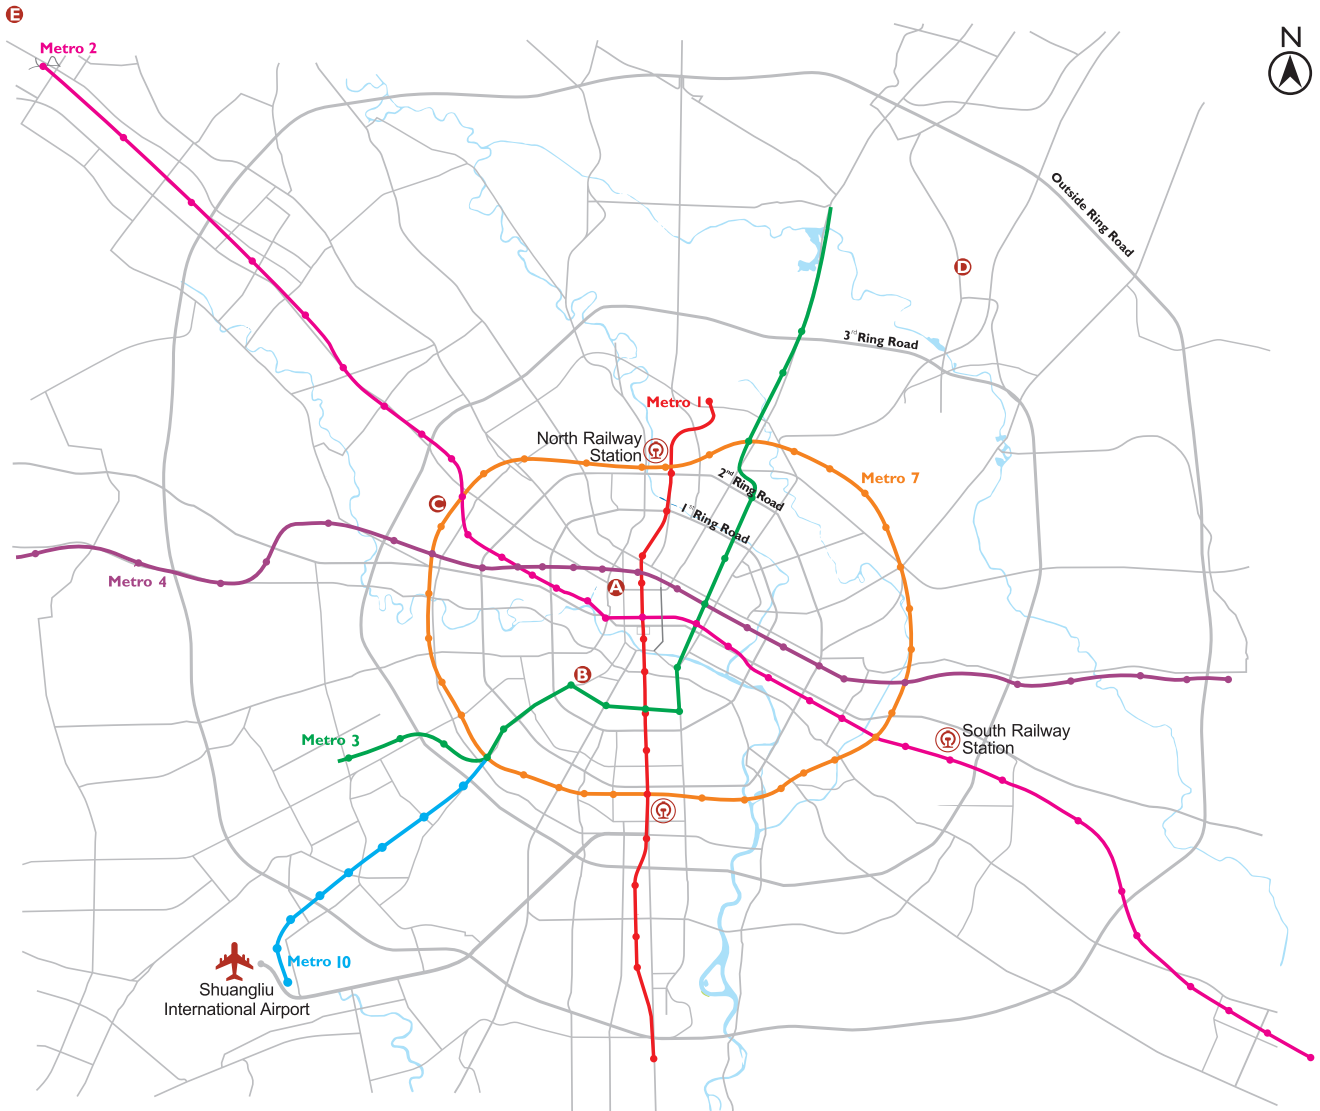 E
N
Metro 2
Outside Ring Road
D
3rd Ring Road
Metro 1
North Railway
Station
2nd Ring Road
Metro 7
C
1st Ring Road
Metro 4
A
B
Metro 3
South Railway
Station
Metro 10
Shuangliu
International Airport